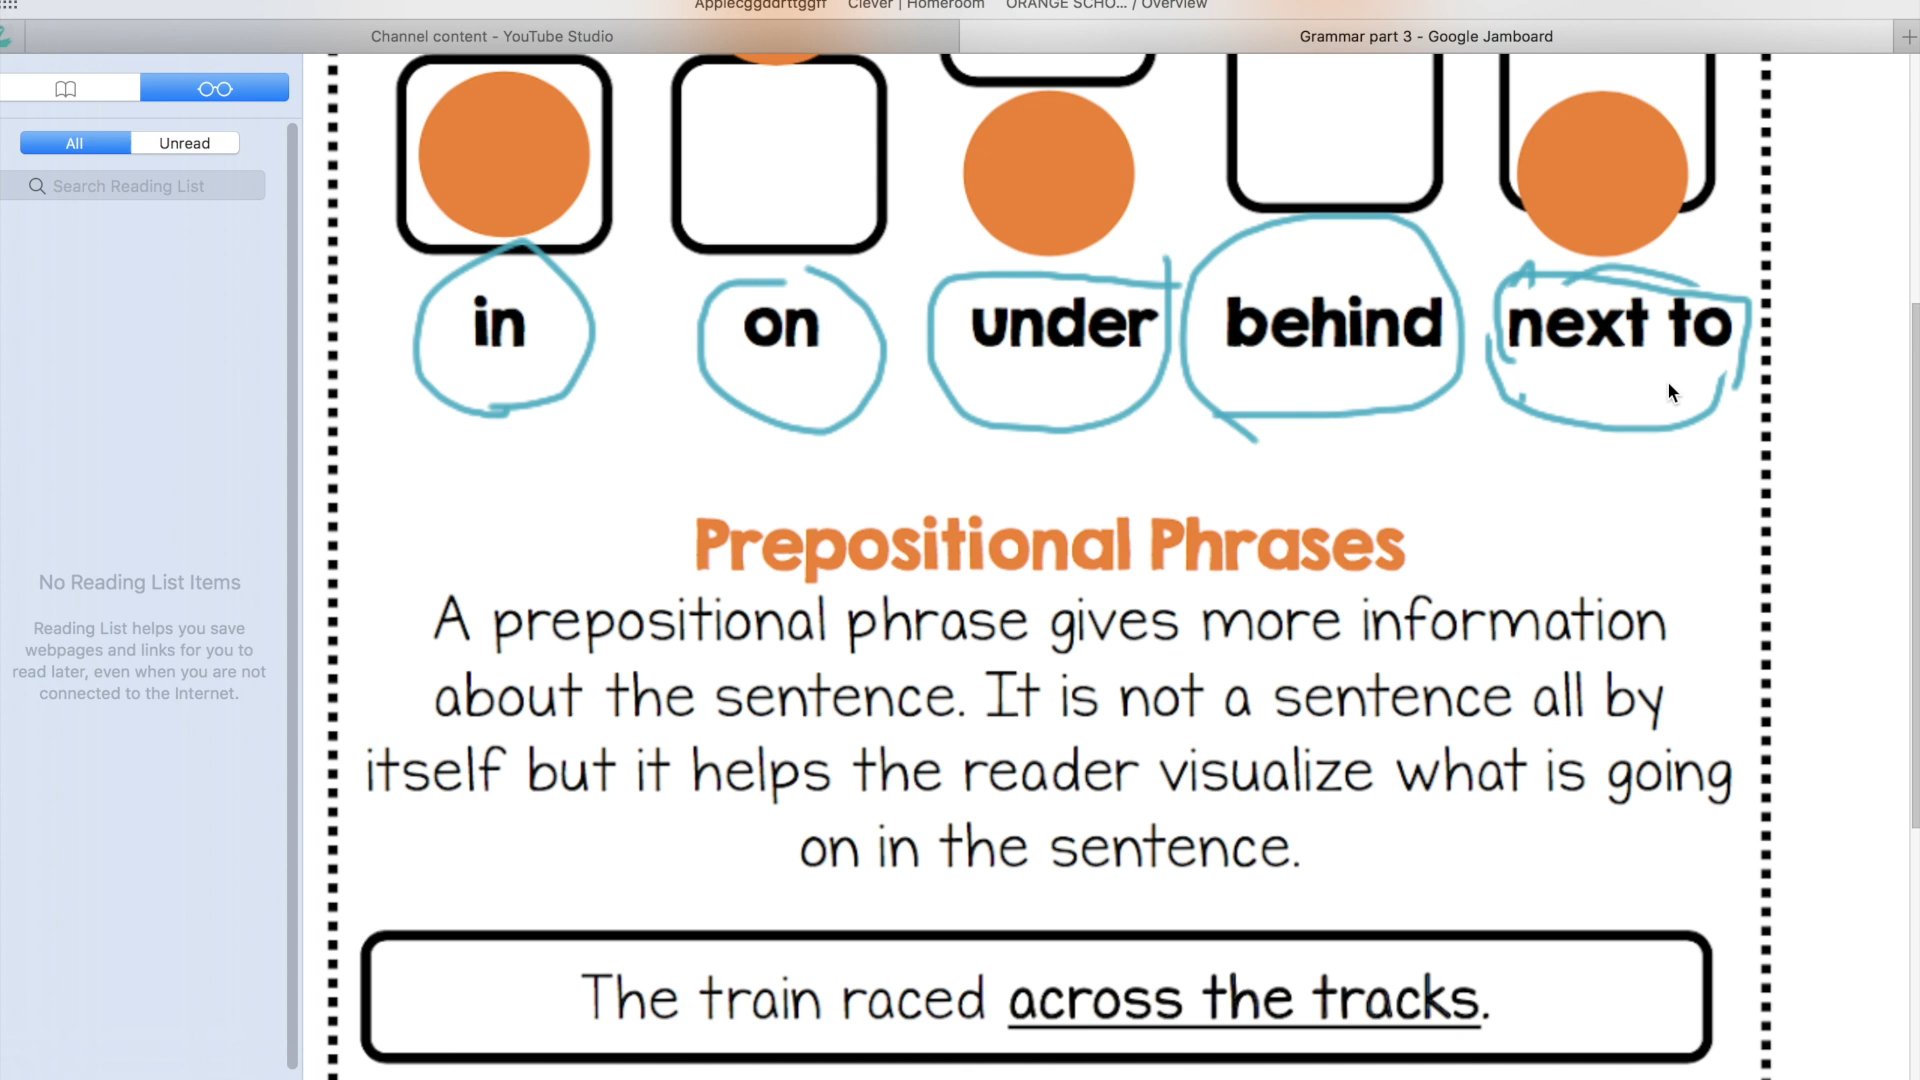 Applecggdarttggff Clever | Homeroom ORANGE SCHO... / Overview
Channel content - YouTube Studio
Grammar part 3 - Google Jamboard
All
Unread
Search Reading List
in
on
under
behind
next to
No Reading List Items
Reading List helps you save
webpages and links for you to
read later, even when you are not
connected to the Internet.
Prepositional Phrases
A prepositional phrase gives more information
about the sentence. It is not a sentence all by
itself but it helps the reader visualize what is going
on in the sentence.
The train raced across the tracks.